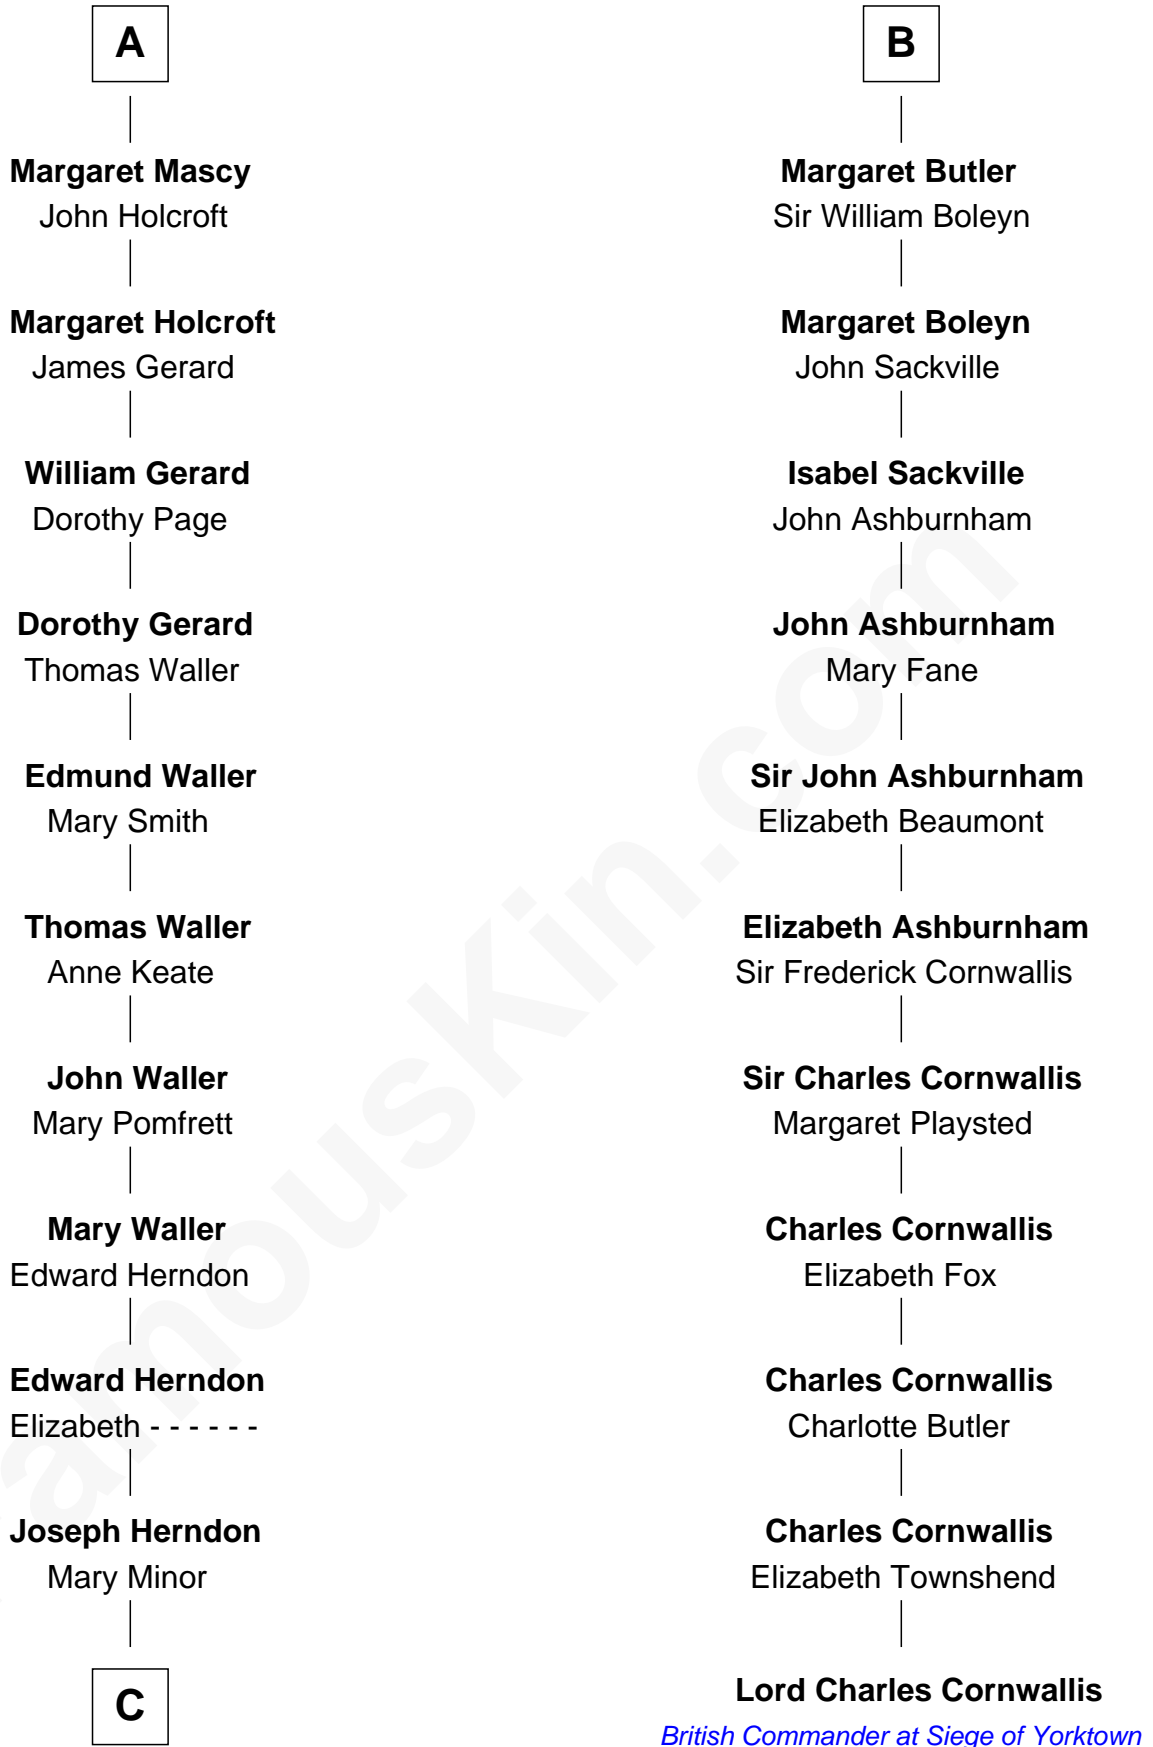 A
Margaret Mascy
John Holcroft
Margaret Holcroft
James Gerard
William Gerard
Dorothy Page
Dorothy Gerard
Thomas Waller
Edmund Waller
Mary Smith
Thomas Waller
Anne Keate
John Waller
Mary Pomfrett
Mary Waller
Edward Herndon
Edward Herndon
Elizabeth - - - - - -
Joseph Herndon
Mary Minor
C
B
Margaret Butler
Sir William Boleyn
Margaret Boleyn
John Sackville
Isabel Sackville
John Ashburnham
John Ashburnham
Mary Fane
Sir John Ashburnham
Elizabeth Beaumont
Elizabeth Ashburnham
Sir Frederick Cornwallis
Sir Charles Cornwallis
Margaret Playsted
Charles Cornwallis
Elizabeth Fox
Charles Cornwallis
Charlotte Butler
Charles Cornwallis
Elizabeth Townshend
Lord Charles Cornwallis
British Commander at Siege of Yorktown
amouskin.com